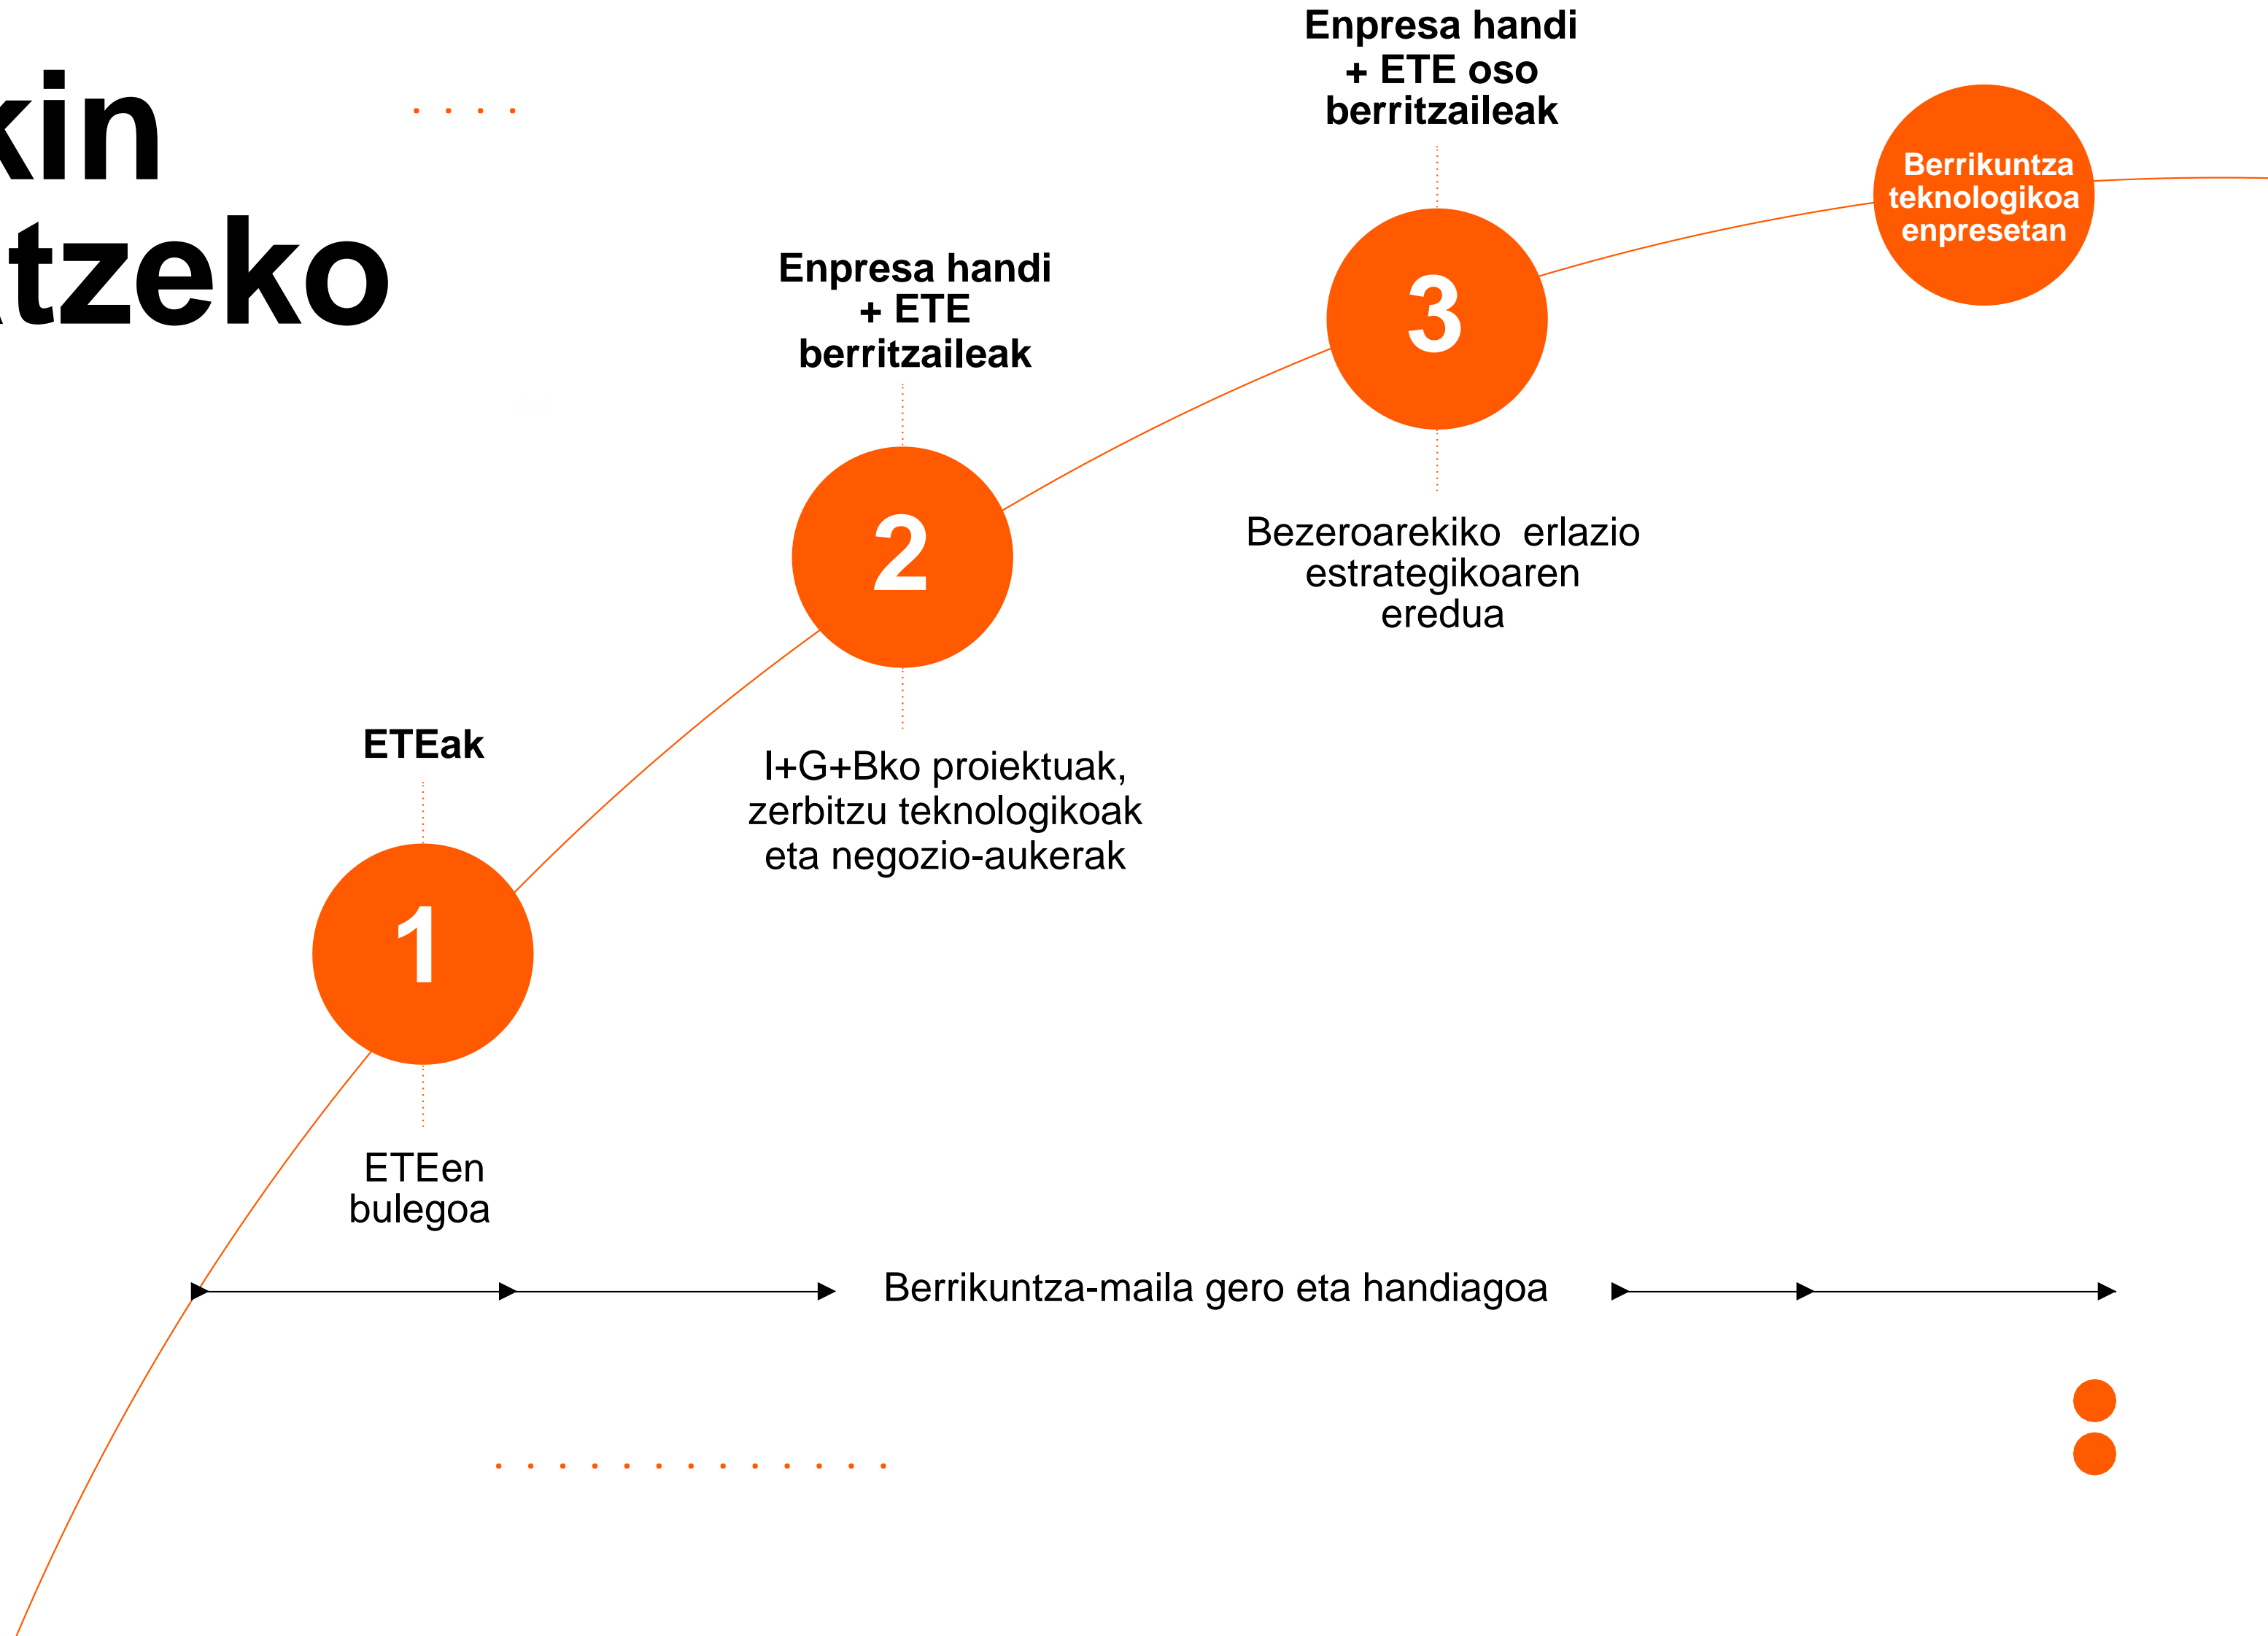 kin
tzeko
Enpresa handi
+ ETE oso
berritzaileak
Berrikuntza
teknologikoa
enpresetan
3
Bezeroarekiko erlazio
estrategikoaren
eredua
Enpresa handi
+ ETE
berritzaileak
2
I+G+Bko proiektuak,
zerbitzu teknologikoak
eta negozio-aukerak
ETEak
1
ETEen
bulegoa
Berrikuntza-maila gero eta handiagoa